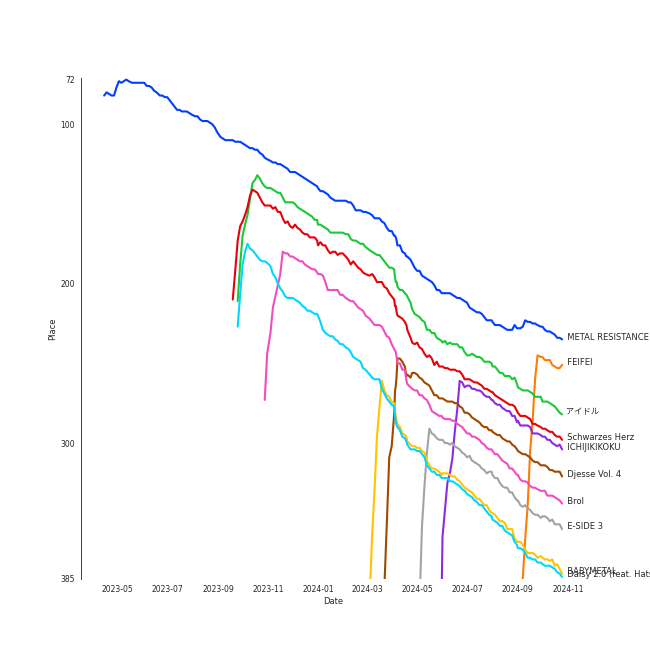 72
100
200
300
385
Place
2023-05 2023-07 2023-09 2023-11 2024-01 2024-03 2024-05 2024-07 2024-09 2024-11
Date
METAL RESISTANCE
FEIFEI
アイドル
Schwarzes Herz
ICHIJIKIKOKU
Djesse Vol. 4
Brol
E-SIDE 3
BABYMETAL
Daisy 2.0 (feat. Hats